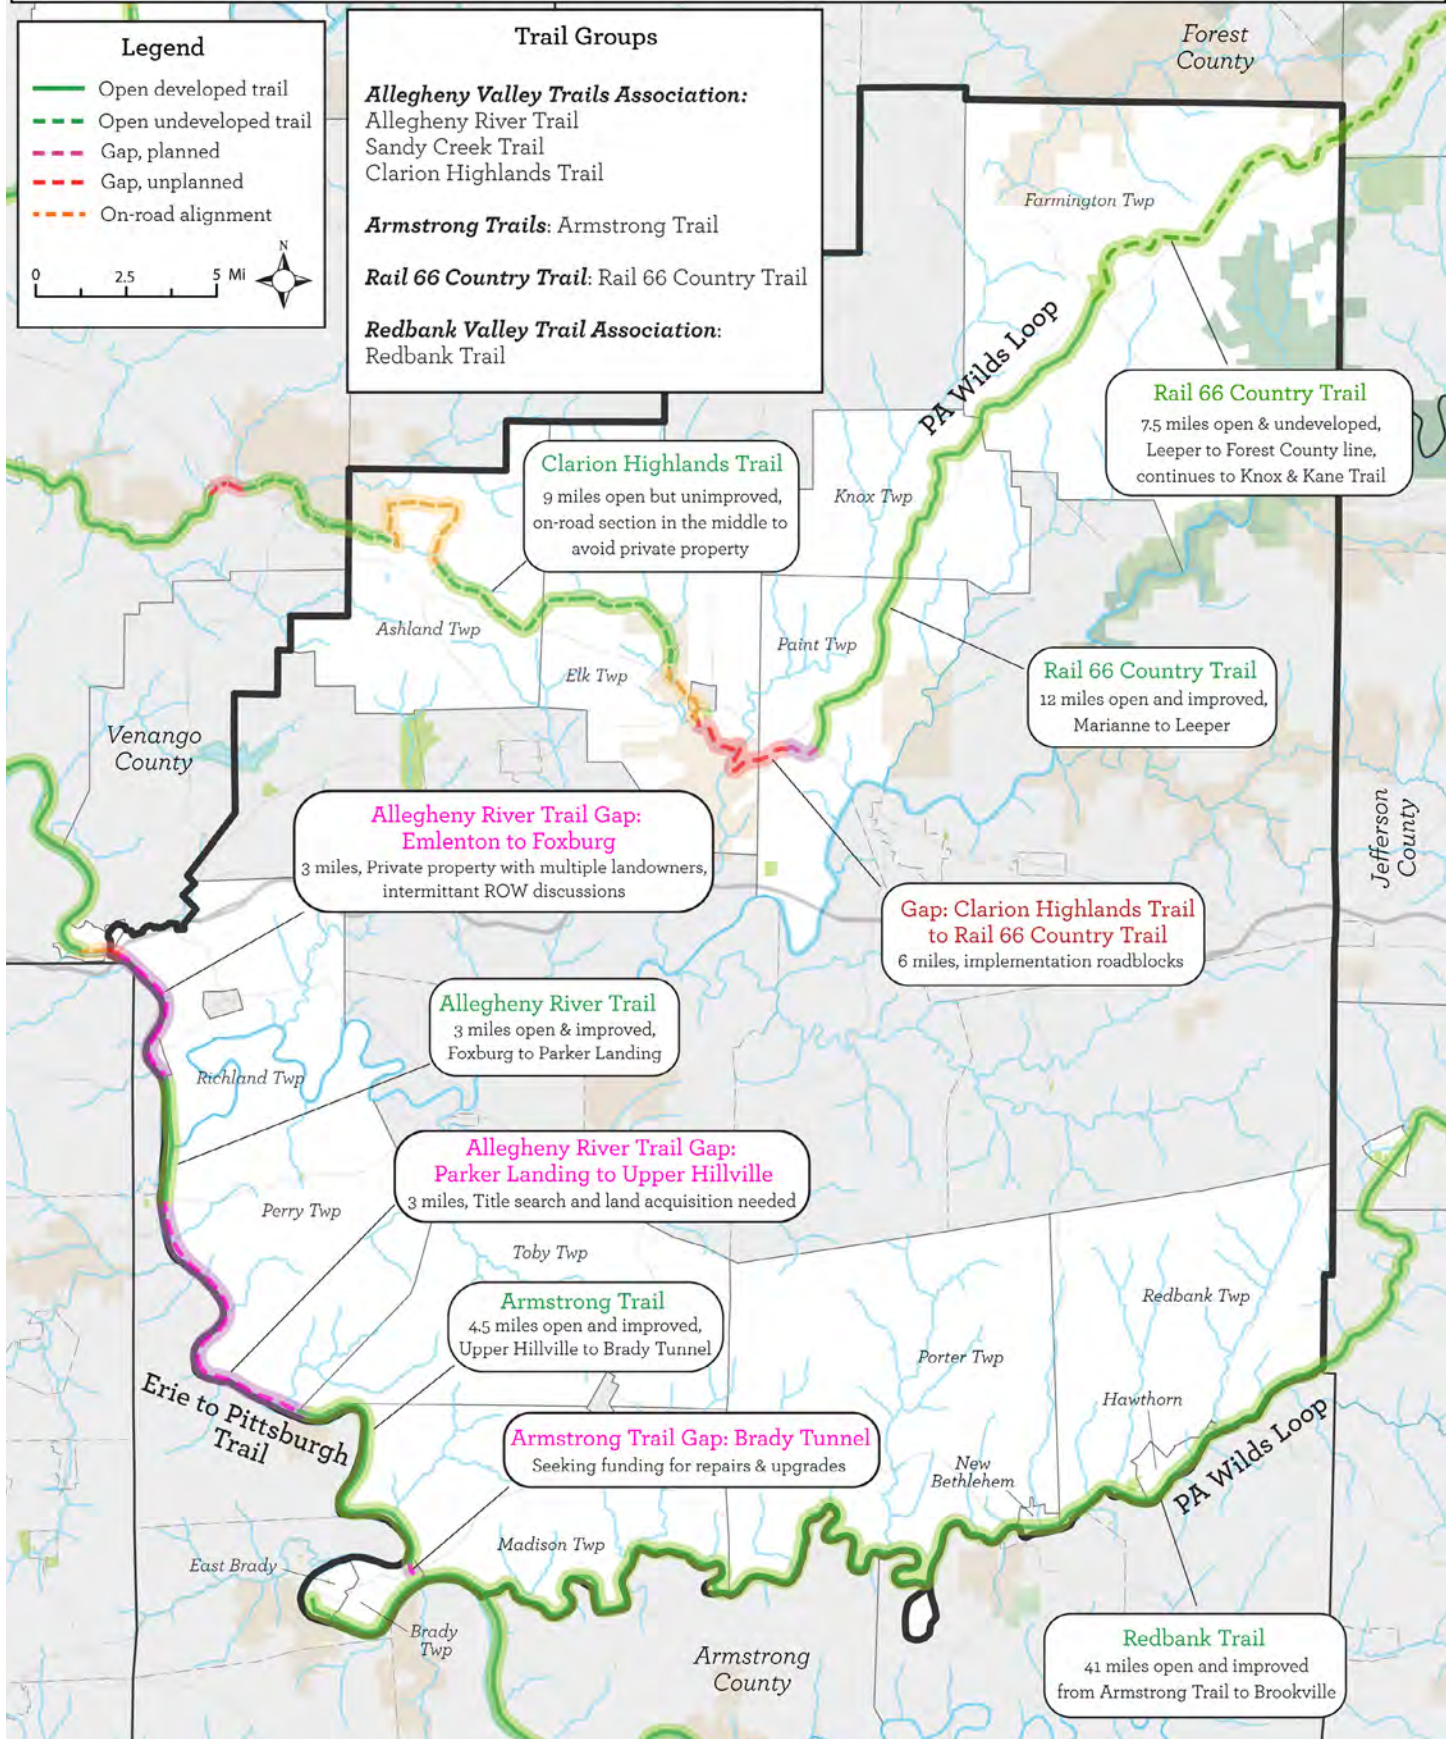 Legend
Open developed trail
Open undeveloped trail
Gap, planned
Gap, unplanned
On-road alignment
N
0 2.5 5 Mi
Trail Groups
Allegheny Valley Trails Association:
Allegheny River Trail
Sandy Creek Trail
Clarion Highlands Trail
Armstrong Trails: Armstrong Trail
Rail 66 Country Trail: Rail 66 Country Trail
Redbank Valley Trail Association:
Redbank Trail
Forest
County
Farmington Twp
PA Wilds Loop
Rail 66 Country Trail
7.5 miles open & undeveloped,
Leeper to Forest County line,
continues to Knox & Kane Trail
Clarion Highlands Trail
9 miles open but unimproved,
on-road section in the middle to
avoid private property
Knox Twp
Ashland Twp
Elk Twp
Paint Twp
Rail 66 Country Trail
12 miles open and improved,
Marianne to Leeper
Venango
County
Jefferson
County
Allegheny River Trail Gap:
Emlenton to Foxburg
3 miles, Private property with multiple landowners,
intermittant ROW discussions
Gap: Clarion Highlands Trail
to Rail 66 Country Trail
6 miles, implementation roadblocks
Allegheny River Trail
3 miles open & improved,
Foxburg to Parker Landing
Richland Twp
Allegheny River Trail Gap:
Parker Landing to Upper Hillville
3 miles, Title search and land acquisition needed
Perry Twp
Toby Twp
Armstrong Trail
4.5 miles open and improved,
Upper Hillville to Brady Tunnel
Redbank Twp
Porter Twp
Hawthorn
Erie to Pittsburgh
Trail
Armstrong Trail Gap: Brady Tunnel
Seeking funding for repairs & upgrades
New
Bethlehem
PA Wilds Loop
Madison Twp
East Brady
Brady
Twp
Armstrong
County
Redbank Trail
41 miles open and improved
from Armstrong Trail to Brookville